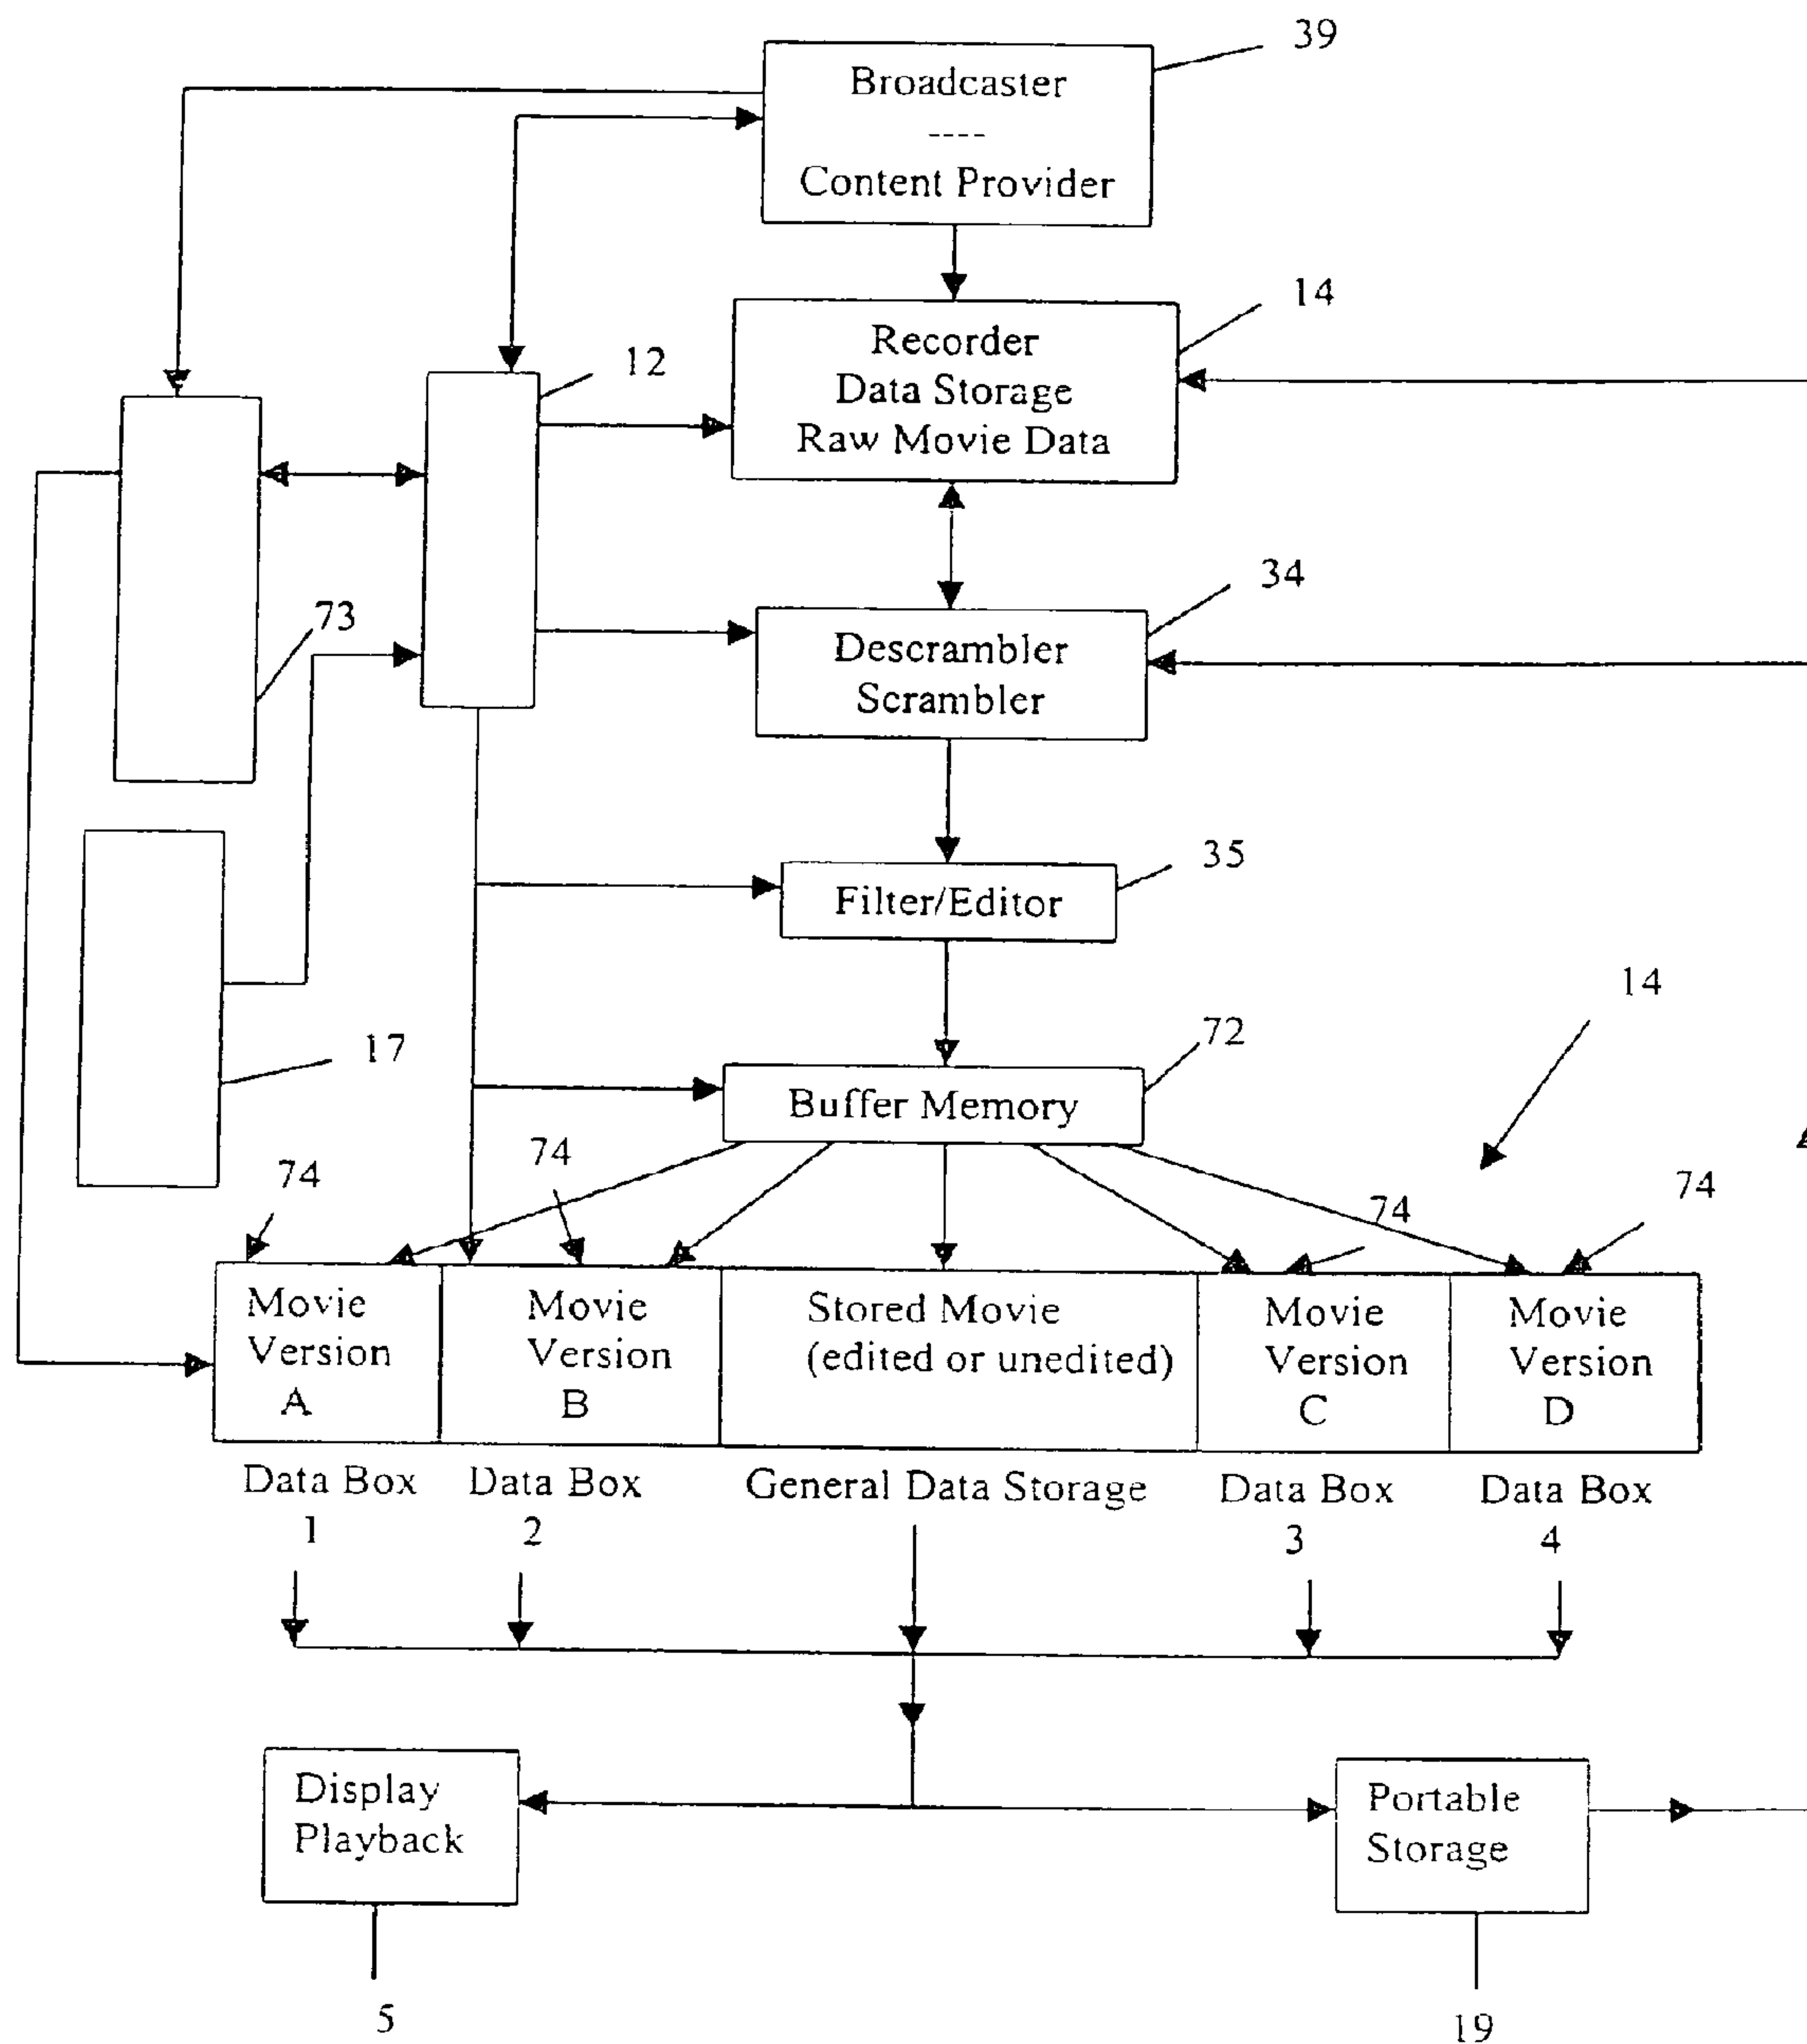 39
Broadcaster
----
Content Provider
14
Recorder
Data Storage
Raw Movie Data
12
34
Descrambler
Scrambler
73
35
Filter/Editor
14
17
72
Buffer Memory
74
74
74
74
Movie
Version
A
Movie
Version
B
Stored Movie
(edited or unedited)
Movie
Version
C
Movie
Version
D
Data Box
1
Data Box
2
General Data Storage
Data Box
3
Data Box
4
Display
Playback
Portable
Storage
5
19